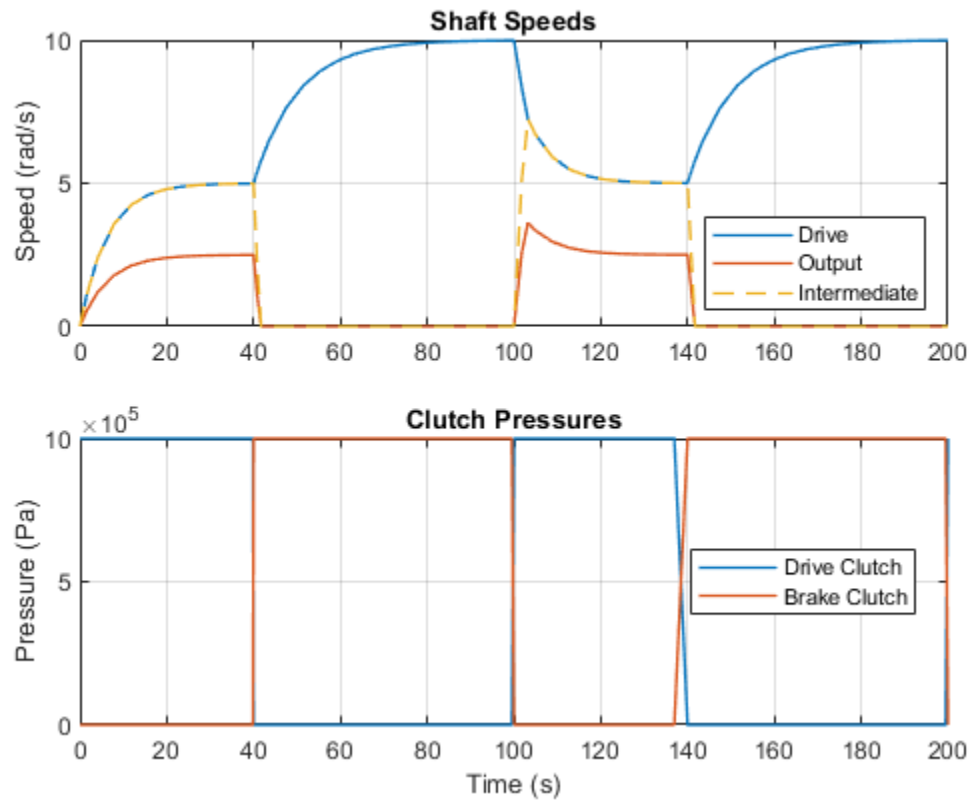 Shaft Speeds
Speed (rad/s)
10
5
0
0 20 40 60 80 100 120 140 160 180 200
Drive
Output
Intermediate
Clutch Pressures
×10⁵
Pressure (Pa)
10
5
0
0 20 40 60 80 100 120 140 160 180 200
Drive Clutch
Brake Clutch
Time (s)